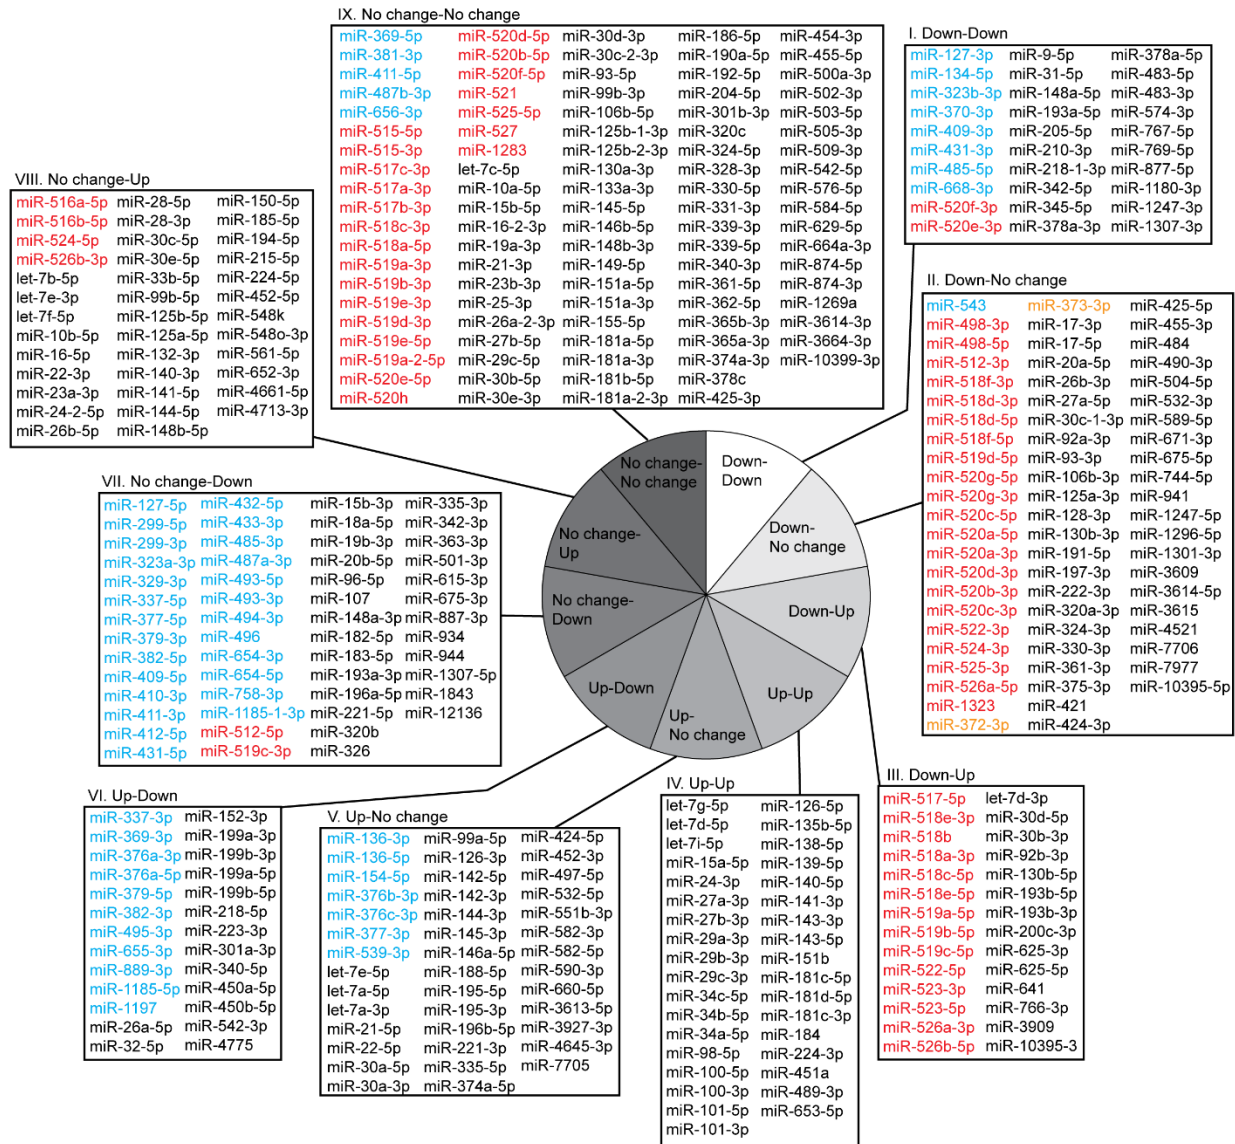 IX. No change-No change
miR-369-5p miR-520d-5p miR-30d-3p miR-186-5p miR-454-3p
miR-381-3p miR-520b-5p miR-30c-2-3p miR-190a-5p miR-455-5p
miR-411-5p miR-520f-5p miR-93-5p miR-192-5p miR-500a-3p
miR-487b-3p miR-521 miR-99b-3p miR-204-5p miR-502-3p
miR-656-3p miR-525-5p miR-106b-5p miR-301b-3p miR-503-5p
miR-515-5p miR-527 miR-125b-1-3p miR-320c miR-505-3p
miR-515-3p miR-1283 miR-125b-2-3p miR-324-5p miR-509-3p
miR-517c-3p let-7c-5p miR-130a-3p miR-328-3p miR-542-5p
miR-517a-3p miR-10a-5p miR-133a-3p miR-330-5p miR-576-5p
miR-517b-3p miR-15b-5p miR-145-5p miR-331-3p miR-584-5p
miR-518c-3p miR-16-2-3p miR-146b-5p miR-339-3p miR-629-5p
miR-518a-5p miR-19a-3p miR-148b-3p miR-339-5p miR-664a-3p
miR-519a-3p miR-21-3p miR-149-5p miR-340-3p miR-874-5p
miR-519b-3p miR-23b-3p miR-151a-5p miR-361-5p miR-874-3p
miR-519e-3p miR-25-3p miR-151a-3p miR-362-5p miR-1269a
miR-519d-3p miR-26a-2-3p miR-155-5p miR-365b-3p miR-3614-3p
miR-519e-5p miR-27b-5p miR-181a-5p miR-365a-3p miR-3664-3p
miR-519a-2-5p miR-29c-5p miR-181a-3p miR-374a-3p miR-10399-3p
miR-520e-5p miR-30b-5p miR-181b-5p miR-378c
miR-520h miR-30e-3p miR-181a-2-3p miR-425-3p
I. Down-Down
miR-127-3p miR-9-5p miR-378a-5p
miR-134-5p miR-31-5p miR-483-5p
miR-323b-3p miR-148a-5p miR-483-3p
miR-370-3p miR-193a-5p miR-574-3p
miR-409-3p miR-205-5p miR-767-5p
miR-431-3p miR-210-3p miR-769-5p
miR-485-5p miR-218-1-3p miR-877-5p
miR-668-3p miR-342-5p miR-1180-3p
miR-520f-3p miR-345-5p miR-1247-3p
miR-520e-3p miR-378a-3p miR-1307-3p
VIII. No change-Up
miR-516a-5p miR-28-5p miR-150-5p
miR-516b-5p miR-28-3p miR-185-5p
miR-524-5p miR-30c-5p miR-194-5p
miR-526b-3p miR-30e-5p miR-215-5p
let-7b-5p miR-33b-5p miR-224-5p
let-7e-3p miR-99b-5p miR-452-5p
let-7f-5p miR-125b-5p miR-548k
miR-10b-5p miR-125a-5p miR-548o-3p
miR-16-5p miR-132-3p miR-561-5p
miR-22-3p miR-140-3p miR-652-3p
miR-23a-3p miR-141-5p miR-4661-5p
miR-24-2-5p miR-144-5p miR-4713-3p
miR-26b-5p miR-148b-5p
II. Down-No change
miR-543 miR-373-3p miR-425-5p
miR-498-3p miR-17-3p miR-455-3p
miR-498-5p miR-17-5p miR-484
miR-512-3p miR-20a-5p miR-490-3p
miR-518f-3p miR-26b-3p miR-504-5p
miR-518d-3p miR-27a-5p miR-532-3p
miR-518d-5p miR-30c-1-3p miR-589-5p
miR-518f-5p miR-92a-3p miR-671-3p
miR-519d-5p miR-93-3p miR-675-5p
miR-520g-5p miR-106b-3p miR-744-5p
miR-520g-3p miR-125a-3p miR-941
miR-520c-5p miR-128-3p miR-1247-5p
miR-520a-5p miR-130b-3p miR-1296-5p
miR-520a-3p miR-191-5p miR-1301-3p
miR-520d-3p miR-197-3p miR-3609
miR-520b-3p miR-222-3p miR-3614-5p
miR-520c-3p miR-320a-3p miR-3615
miR-522-3p miR-324-3p miR-4521
miR-524-3p miR-330-3p miR-7706
miR-525-3p miR-361-3p miR-7977
miR-526a-5p miR-375-3p miR-10395-5p
miR-1323 miR-421
miR-372-3p miR-424-3p
VII. No change-Down
miR-127-5p miR-432-5p miR-15b-3p miR-335-3p
miR-299-5p miR-433-3p miR-18a-5p miR-342-3p
miR-299-3p miR-485-3p miR-19b-3p miR-363-3p
miR-323a-3p miR-487a-3p miR-20b-5p miR-501-3p
miR-329-3p miR-493-5p miR-96-5p miR-615-3p
miR-337-5p miR-493-3p miR-107 miR-675-3p
miR-377-5p miR-494-3p miR-148a-3p miR-887-3p
miR-379-3p miR-496 miR-182-5p miR-934
miR-382-5p miR-654-3p miR-183-5p miR-944
miR-409-5p miR-654-5p miR-193a-3p miR-1307-5p
miR-410-3p miR-758-3p miR-196a-5p miR-1843
miR-411-3p miR-1185-1-3p miR-221-5p miR-12136
miR-412-5p miR-512-5p miR-320b
miR-431-5p miR-519c-3p miR-326
No change-
No change
Down-
Down
No change-
Up
Down-
No change
No change-
Down
Down-Up
Up-Down
Up-
No change
Up-Up
VI. Up-Down
miR-337-3p miR-152-3p
miR-369-3p miR-199a-3p
miR-376a-3p miR-199b-3p
miR-376a-5p miR-199a-5p
miR-379-5p miR-199b-5p
miR-382-3p miR-218-5p
miR-495-3p miR-223-3p
miR-655-3p miR-301a-3p
miR-889-3p miR-340-5p
miR-1185-5p miR-450a-5p
miR-1197 miR-450b-5p
miR-26a-5p miR-542-3p
miR-32-5p miR-4775
V. Up-No change
miR-136-3p miR-99a-5p miR-424-5p
miR-136-5p miR-126-3p miR-452-3p
miR-154-5p miR-142-5p miR-497-5p
miR-376b-3p miR-142-3p miR-532-5p
miR-376c-3p miR-144-3p miR-551b-3p
miR-377-3p miR-145-3p miR-582-3p
miR-539-3p miR-146a-5p miR-582-5p
let-7e-5p miR-188-5p miR-590-3p
let-7a-5p miR-195-5p miR-660-5p
let-7a-3p miR-195-3p miR-3613-5p
miR-21-5p miR-196b-5p miR-3927-3p
miR-22-5p miR-221-3p miR-4645-3p
miR-30a-5p miR-335-5p miR-7705
miR-30a-3p miR-374a-5p
IV. Up-Up
let-7g-5p miR-126-5p
let-7d-5p miR-135b-5p
let-7i-5p miR-138-5p
miR-15a-5p miR-139-5p
miR-24-3p miR-140-5p
miR-27a-3p miR-141-3p
miR-27b-3p miR-143-3p
miR-29a-3p miR-143-5p
miR-29b-3p miR-151b
miR-29c-3p miR-181c-5p
miR-34c-5p miR-181d-5p
miR-34b-5p miR-181c-3p
miR-34a-5p miR-184
miR-98-5p miR-224-3p
miR-100-5p miR-451a
miR-100-3p miR-489-3p
miR-101-5p miR-653-5p
miR-101-3p
III. Down-Up
miR-517-5p let-7d-3p
miR-518e-3p miR-30d-5p
miR-518b miR-30b-3p
miR-518a-3p miR-92b-3p
miR-518c-5p miR-130b-5p
miR-518e-5p miR-193b-5p
miR-519a-5p miR-193b-3p
miR-519b-5p miR-200c-3p
miR-519c-5p miR-625-3p
miR-522-5p miR-625-5p
miR-523-3p miR-641
miR-523-5p miR-766-3p
miR-526a-3p miR-3909
miR-526b-5p miR-10395-3